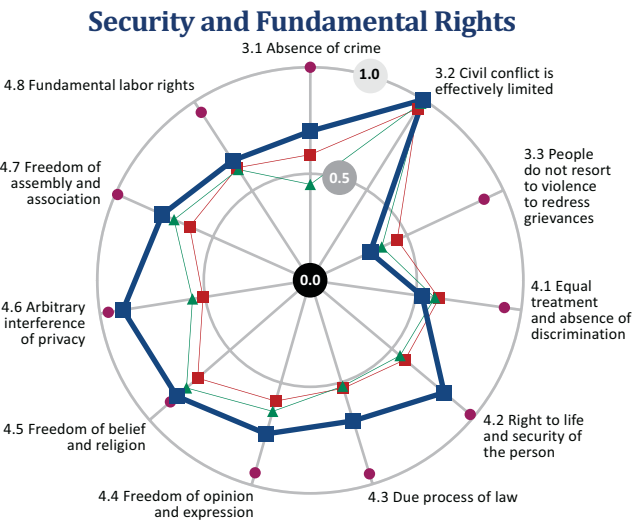 Security and Fundamental Rights
3.1 Absence of crime
1.0
3.2 Civil conflict is
effectively limited
4.8 Fundamental labor rights
3.3 People
do not resort
to violence
to redress
grievances
0.5
4.7 Freedom of
assembly and
association
0.0
4.1 Equal
treatment
and absence of
discrimination
4.6 Arbitrary
interference
of privacy
4.2 Right to life
and security of
the person
4.5 Freedom of belief
and religion
4.4 Freedom of opinion
and expression
4.3 Due process of law